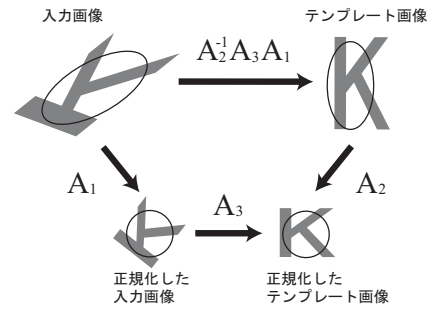 入力画像
テンプレート画像
A₂⁻¹A₃A₁
K
A₁
A₃
A₂
K
正規化した
入力画像
正規化した
テンプレート画像